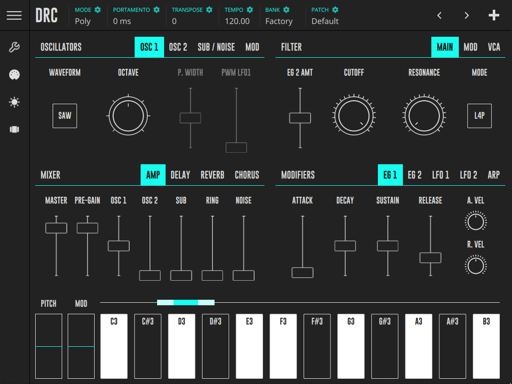 DRC
MODE
Poly
PORTAMENTO
0 ms
TRANSPOSE
0
TEMPO
120.00
BANK
Factory
PATCH
Default
OSCILLATORS OSC 1 OSC 2 SUB / NOISE MOD
FILTER MAIN MOD VCA
WAVEFORM OCTAVE P. WIDTH PWM LFO1
EG 2 AMT CUTOFF RESONANCE MODE
SAW
L4P
MIXER AMP DELAY REVERB CHORUS
MODIFIERS EG 1 EG 2 LFO 1 LFO 2 ARP
MASTER PRE-GAIN OSC 1 OSC 2 SUB RING NOISE
ATTACK DECAY SUSTAIN RELEASE A. VEL
R. VEL
PITCH MOD
C3 C#3 D3 D#3 E3 F3 F#3 G3 G#3 A3 A#3 B3